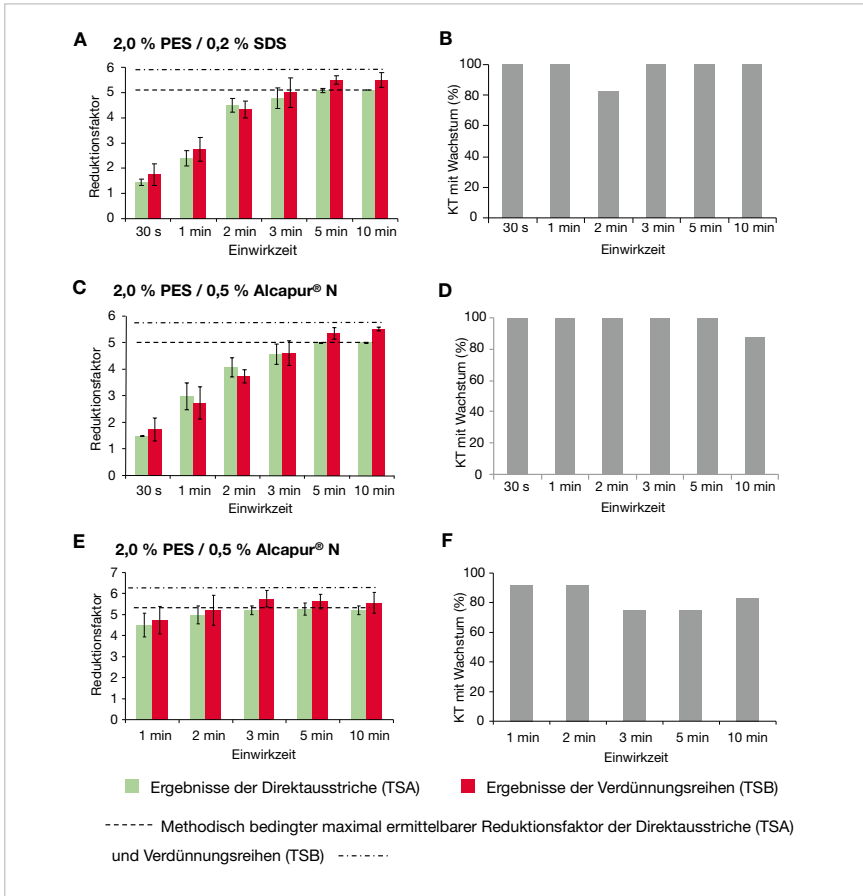 A 2,0 % PES / 0,2 % SDS
Reduktionsfaktor
6
5
4
3
2
1
0
30 s 1 min 2 min 3 min 5 min 10 min
Einwirkzeit
B
KT mit Wachstum (%)
100
80
60
40
20
0
30 s 1 min 2 min 3 min 5 min 10 min
Einwirkzeit
C 2,0 % PES / 0,5 % Alcapur® N
Reduktionsfaktor
6
5
4
3
2
1
0
30 s 1 min 2 min 3 min 5 min 10 min
Einwirkzeit
D
KT mit Wachstum (%)
100
80
60
40
20
0
30 s 1 min 2 min 3 min 5 min 10 min
Einwirkzeit
E 2,0 % PES / 0,5 % Alcapur® N
Reduktionsfaktor
7
6
5
4
3
2
1
0
1 min 2 min 3 min 5 min 10 min
Einwirkzeit
F
KT mit Wachstum (%)
100
80
60
40
20
0
1 min 2 min 3 min 5 min 10 min
Einwirkzeit
Ergebnisse der Direktausstriche (TSA) Ergebnisse der Verdünnungsreihen (TSB)
Methodisch bedingter maximal ermittelbarer Reduktionsfaktor der Direktausstriche (TSA)
und Verdünnungsreihen (TSB)